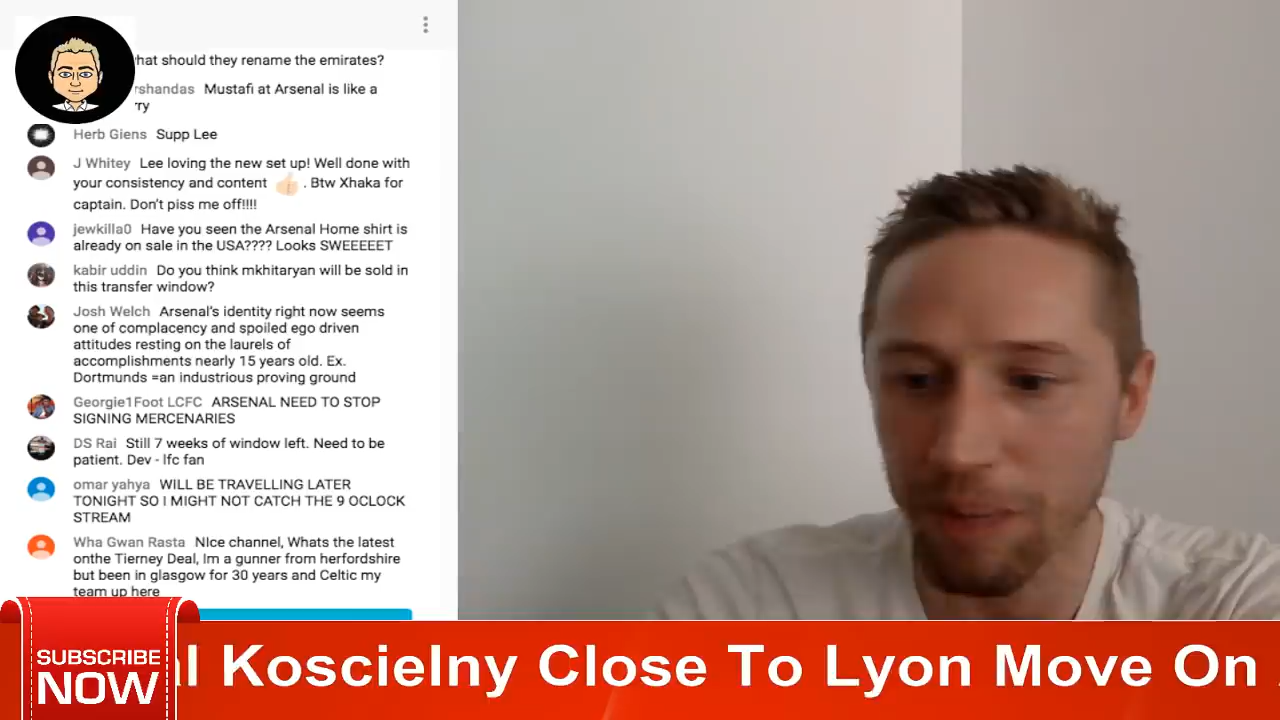 hat should they rename the emirates?
rshandas Mustafi at Arsenal is like a
rry
Herb Giens Supp Lee
J Whitey Lee loving the new set up! Well done with
your consistency and content 👍🏻 . Btw Xhaka for
captain. Don't piss me off!!!!
jewkilla0 Have you seen the Arsenal Home shirt is
already on sale in the USA???? Looks SWEEEEET
kabir uddin Do you think mkhitaryan will be sold in
this transfer window?
Josh Welch Arsenal's identity right now seems
one of complacency and spoiled ego driven
attitudes resting on the laurels of
accomplishments nearly 15 years old. Ex.
Dortmunds =an industrious proving ground
Georgie1Foot LCFC ARSENAL NEED TO STOP
SIGNING MERCENARIES
DS Rai Still 7 weeks of window left. Need to be
patient. Dev - lfc fan
omar yahya WILL BE TRAVELLING LATER
TONIGHT SO I MIGHT NOT CATCH THE 9 OCLOCK
STREAM
Wha Gwan Rasta NIce channel, Whats the latest
onthe Tierney Deal, Im a gunner from herfordshire
but been in glasgow for 30 years and Celtic my
team up here
SUBSCRIBE
NOW
al Koscielny Close To Lyon Move On